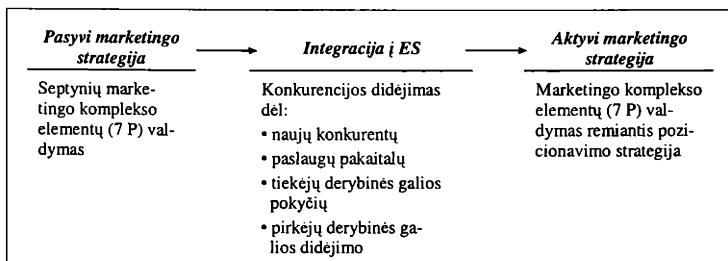 Pasyvi marketingo
strategija
Integracija į ES
Aktyvi marketingo
strategija
Septynių marke-
tingo komplekso
elementų (7 P) val-
dymas
Konkurencijos didėjimas
dėl:
• naujų konkurentų
• paslaugų pakaitalų
• tiekėjų derybinės galios
pokyčių
• pirkėjų derybinės ga-
lios didėjimo
Marketingo komplekso
elementų (7 P) val-
dymas remiantis pozi-
cionavimo strategija